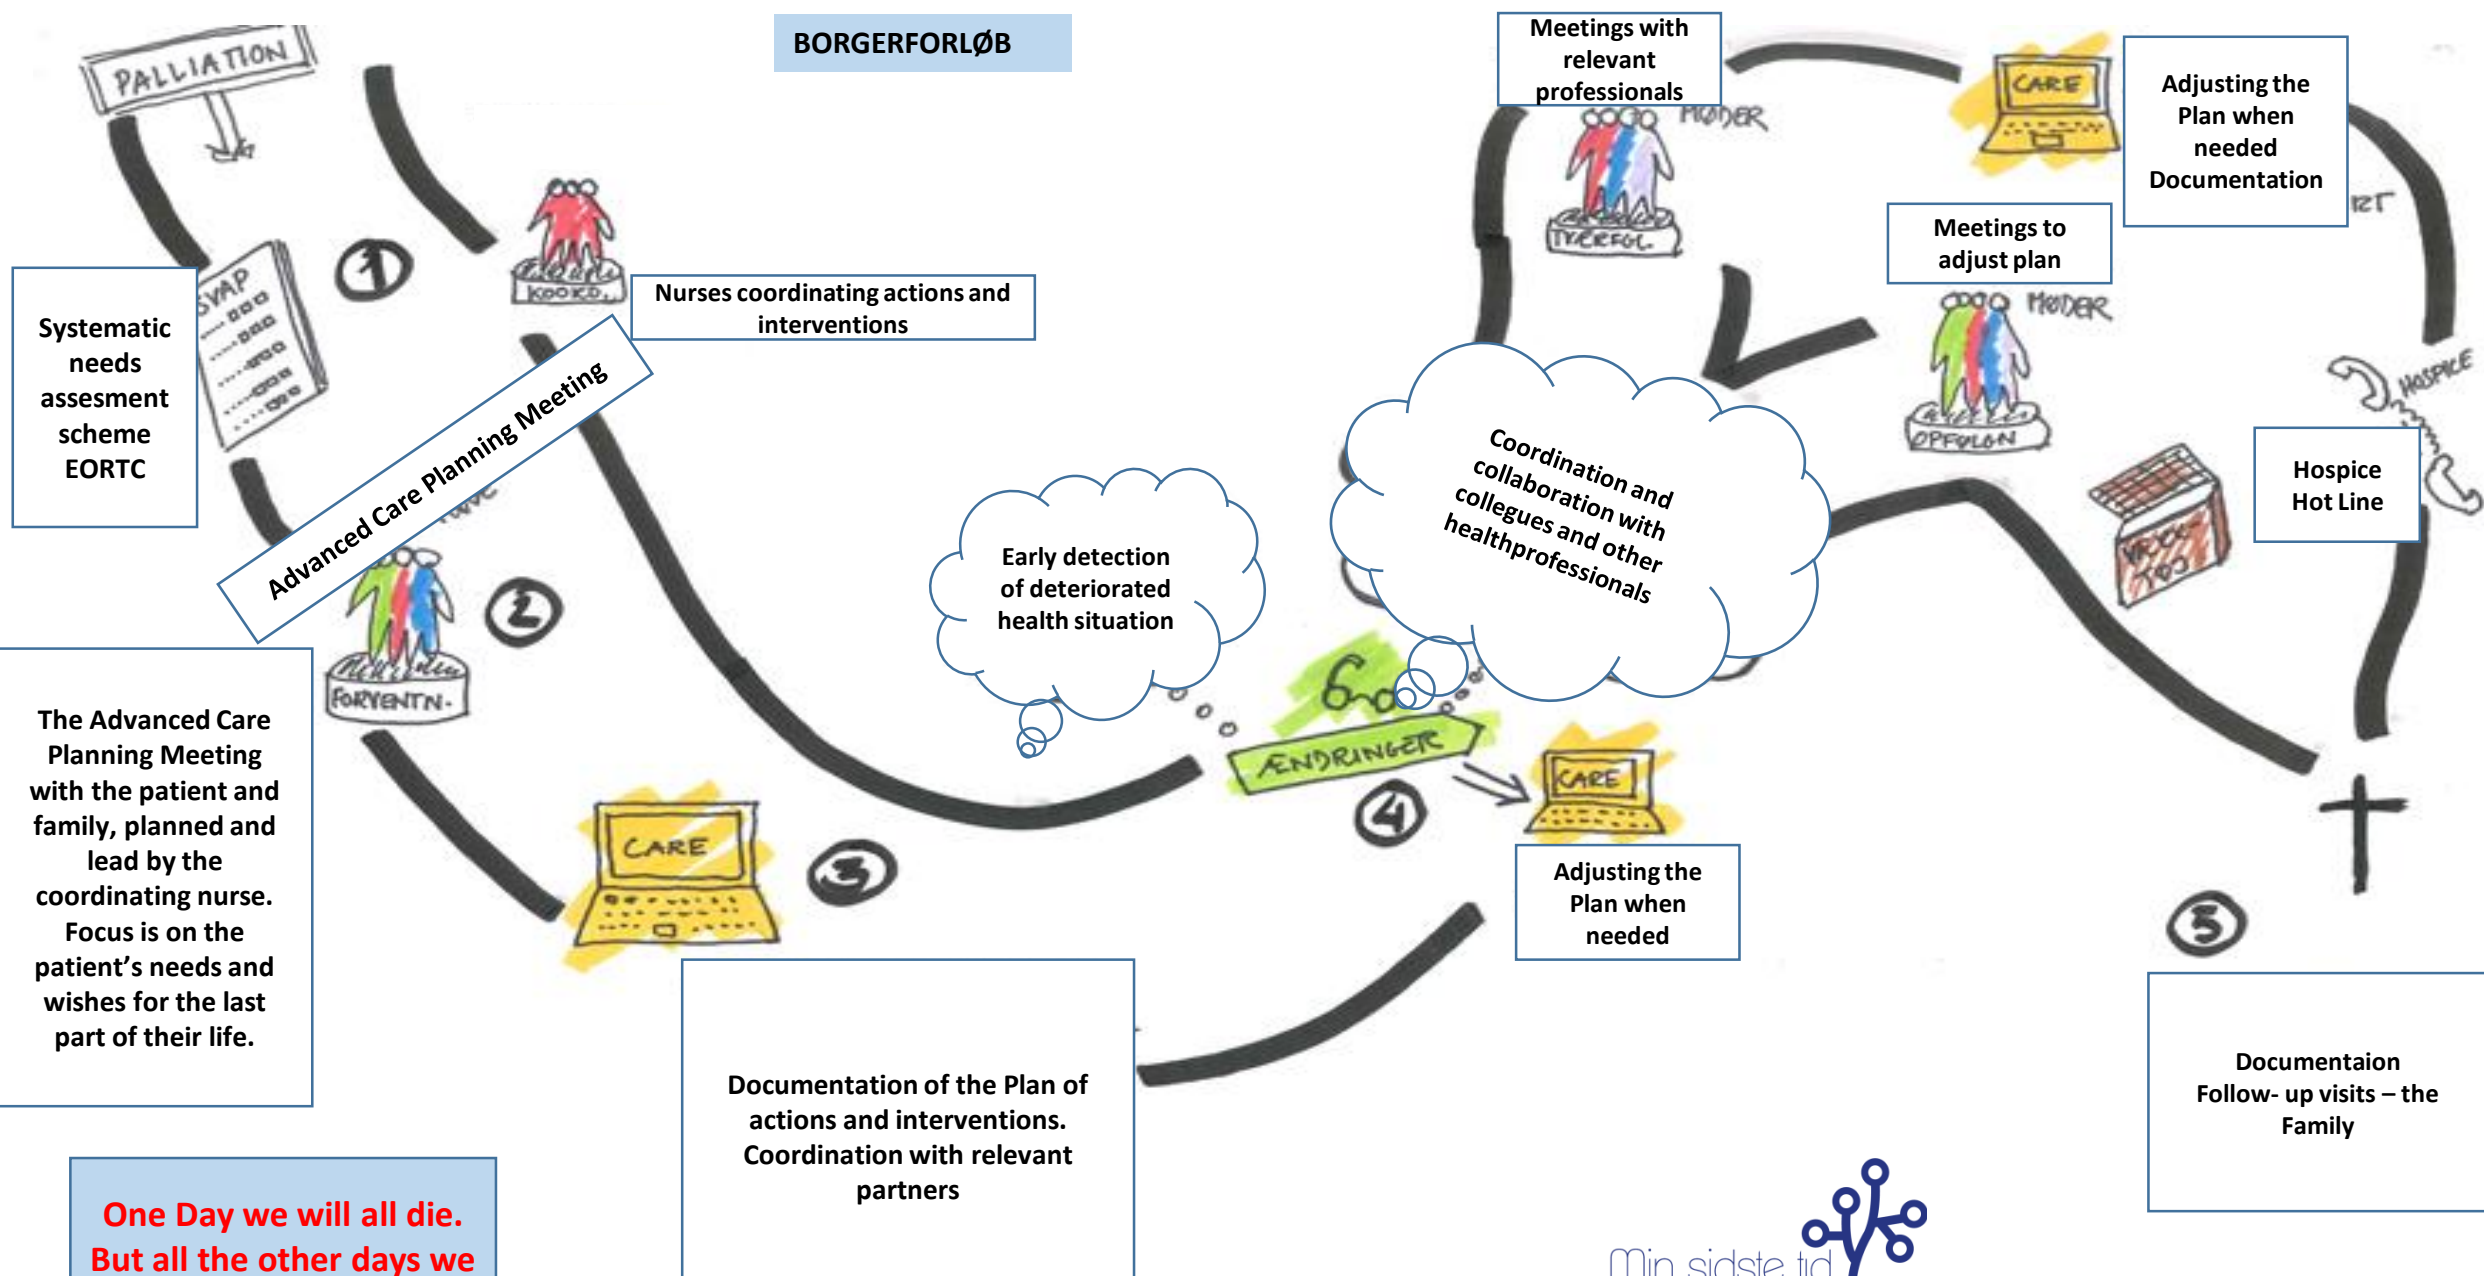 BORGERFORLØB
PALLIATION
1
SVAP
Systematic
needs
assesment
scheme
EORTC
KOORD.
Nurses coordinating actions and
interventions
Advanced Care Planning Meeting
2
FORVENTN.
The Advanced Care
Planning Meeting
with the patient and
family, planned and
lead by the
coordinating nurse.
Focus is on the
patient’s needs and
wishes for the last
part of their life.
CARE
3
Documentation of the Plan of
actions and interventions.
Coordination with relevant
partners
One Day we will all die.
But all the other days we
Early detection
of deteriorated
health situation
ÆNDRINGER
4
CARE
Adjusting the
Plan when
needed
Coordination and
collaboration with
collegues and other
healthprofessionals
Meetings with
relevant
professionals
MØDER
TVÆRFGL.
CARE
Adjusting the
Plan when
needed
Documentation
Meetings to
adjust plan
MØDER
OPFØLGN
HOSPICE
Hospice
Hot Line
5
Documentaion
Follow- up visits – the
Family
Min sidste tid